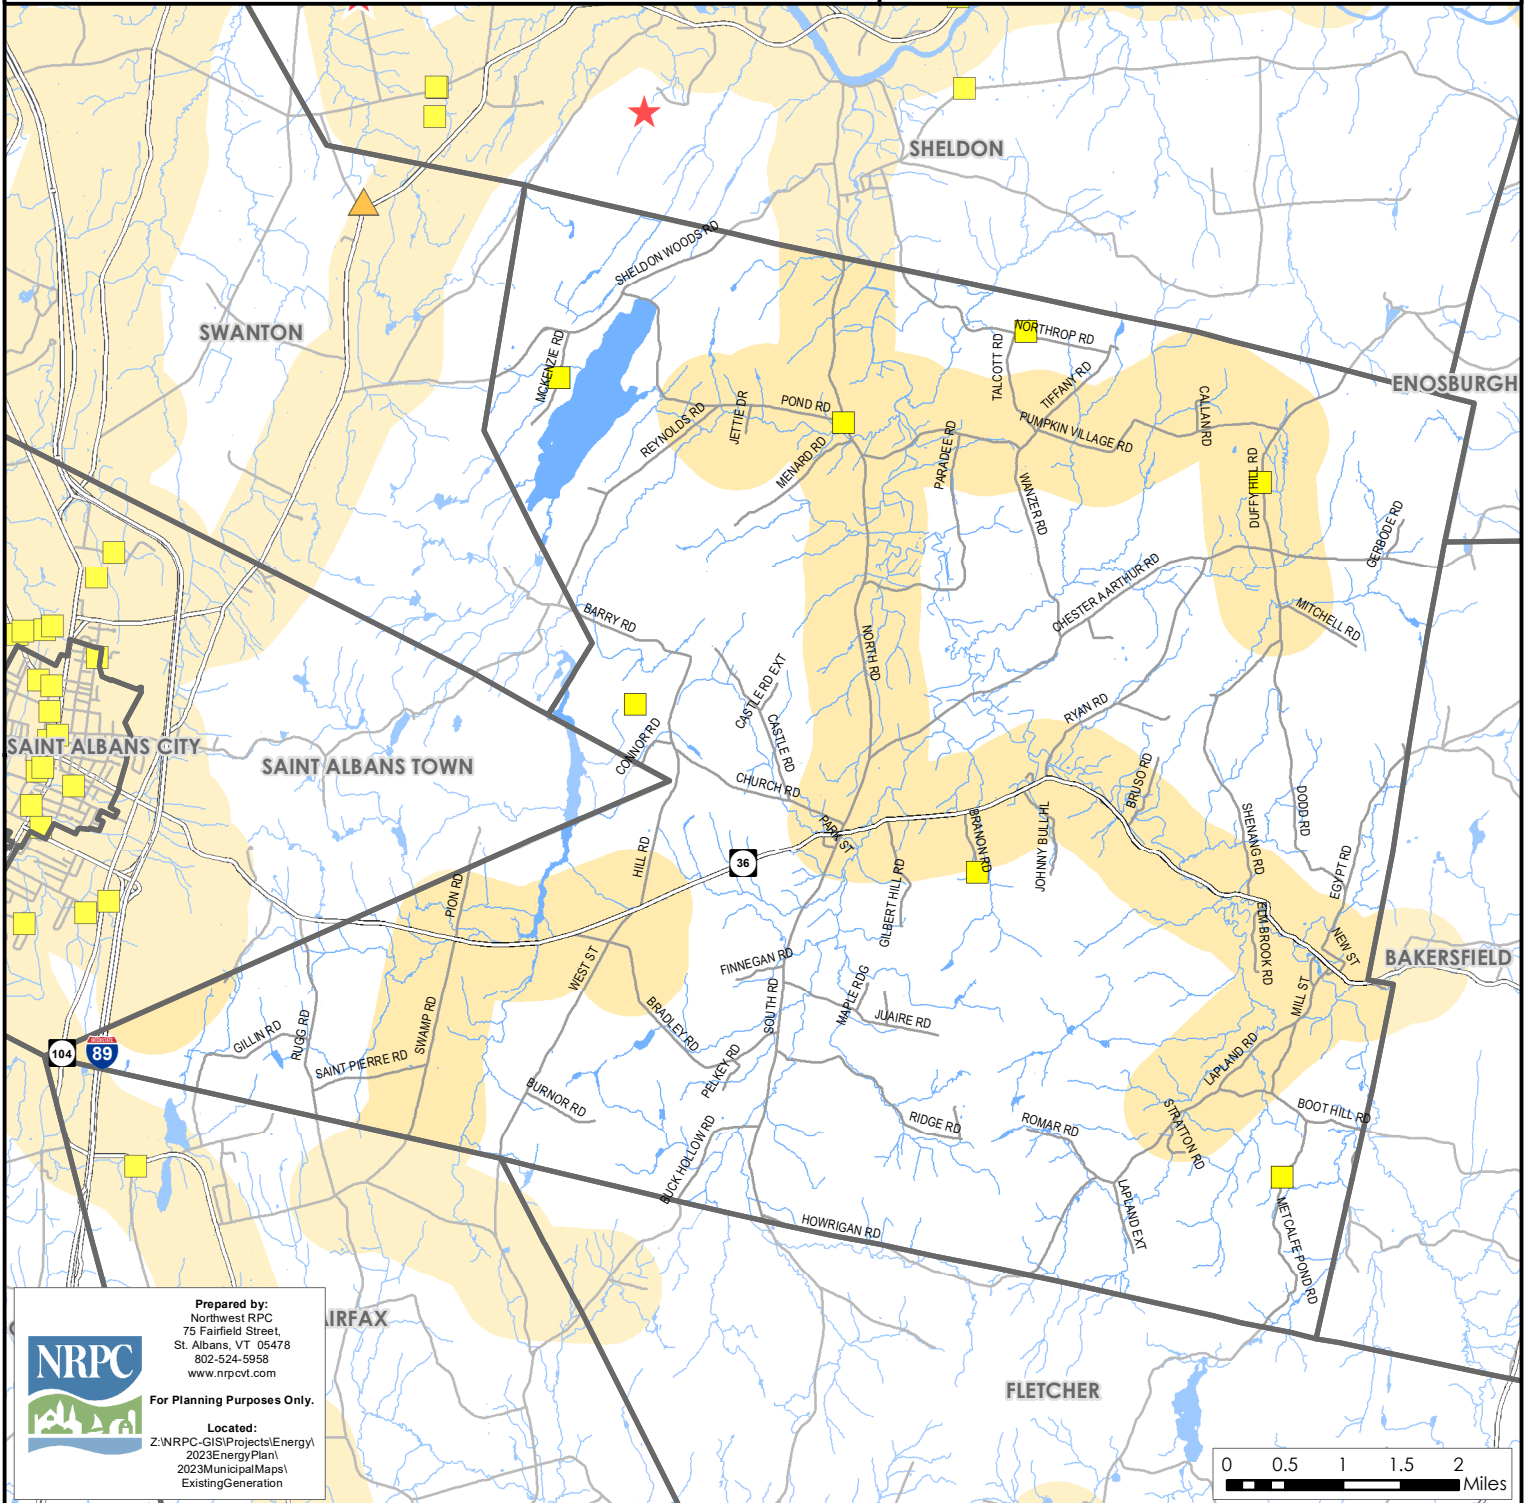 SHELDON
SHELDON WOODS RD
SWANTON
MCKENZIE RD
NORTHROP RD
TALCOTT RD
TIFFANY RD
ENOSBURGH
CALLAN RD
POND RD
JETTIE DR
REYNOLDS RD
PUMPKIN VILLAGE RD
MENARD RD
PARADEE RD
WANZER RD
DUFFY HILL RD
GERBODE RD
CHESTER A ARTHUR RD
BARRY RD
MITCHELL RD
NORTH RD
CASTLE RD EXT
CASTLE RD
RYAN RD
CONNOR RD
SAINT ALBANS CITY
SAINT ALBANS TOWN
CHURCH RD
BRUSO RD
DODD RD
SHENANG RD
PARK ST
BRANON RD
JOHNNY BULL HL
36
HILL RD
EGYPT RD
PION RD
GILBERT HILL RD
ELM BROOK RD
NEW ST
BAKERSFIELD
FINNEGAN RD
WEST ST
MILL ST
MAPLE RDG
SOUTH RD
JUAIRE RD
BRADLEY RD
SWAMP RD
RUGG RD
GILLIN RD
104
INTERSTATE
89
SAINT PIERRE RD
PELKEY RD
LAPLAND RD
BURNOR RD
BOOT HILL RD
RIDGE RD
ROMAR RD
STRATTON RD
BUCK HOLLOW RD
LAPLAND EXT
METCALFE POND RD
HOWRIGAN RD
AIRFAX
FLETCHER
NRPC
Prepared by:
Northwest RPC
75 Fairfield Street,
St. Albans, VT 05478
802-524-5958
www.nrpcvt.com
For Planning Purposes Only.
Located:
Z:\NRPC-GIS\Projects\Energy\
2023EnergyPlan\
2023MunicipalMaps\
ExistingGeneration
0 0.5 1 1.5 2
Miles